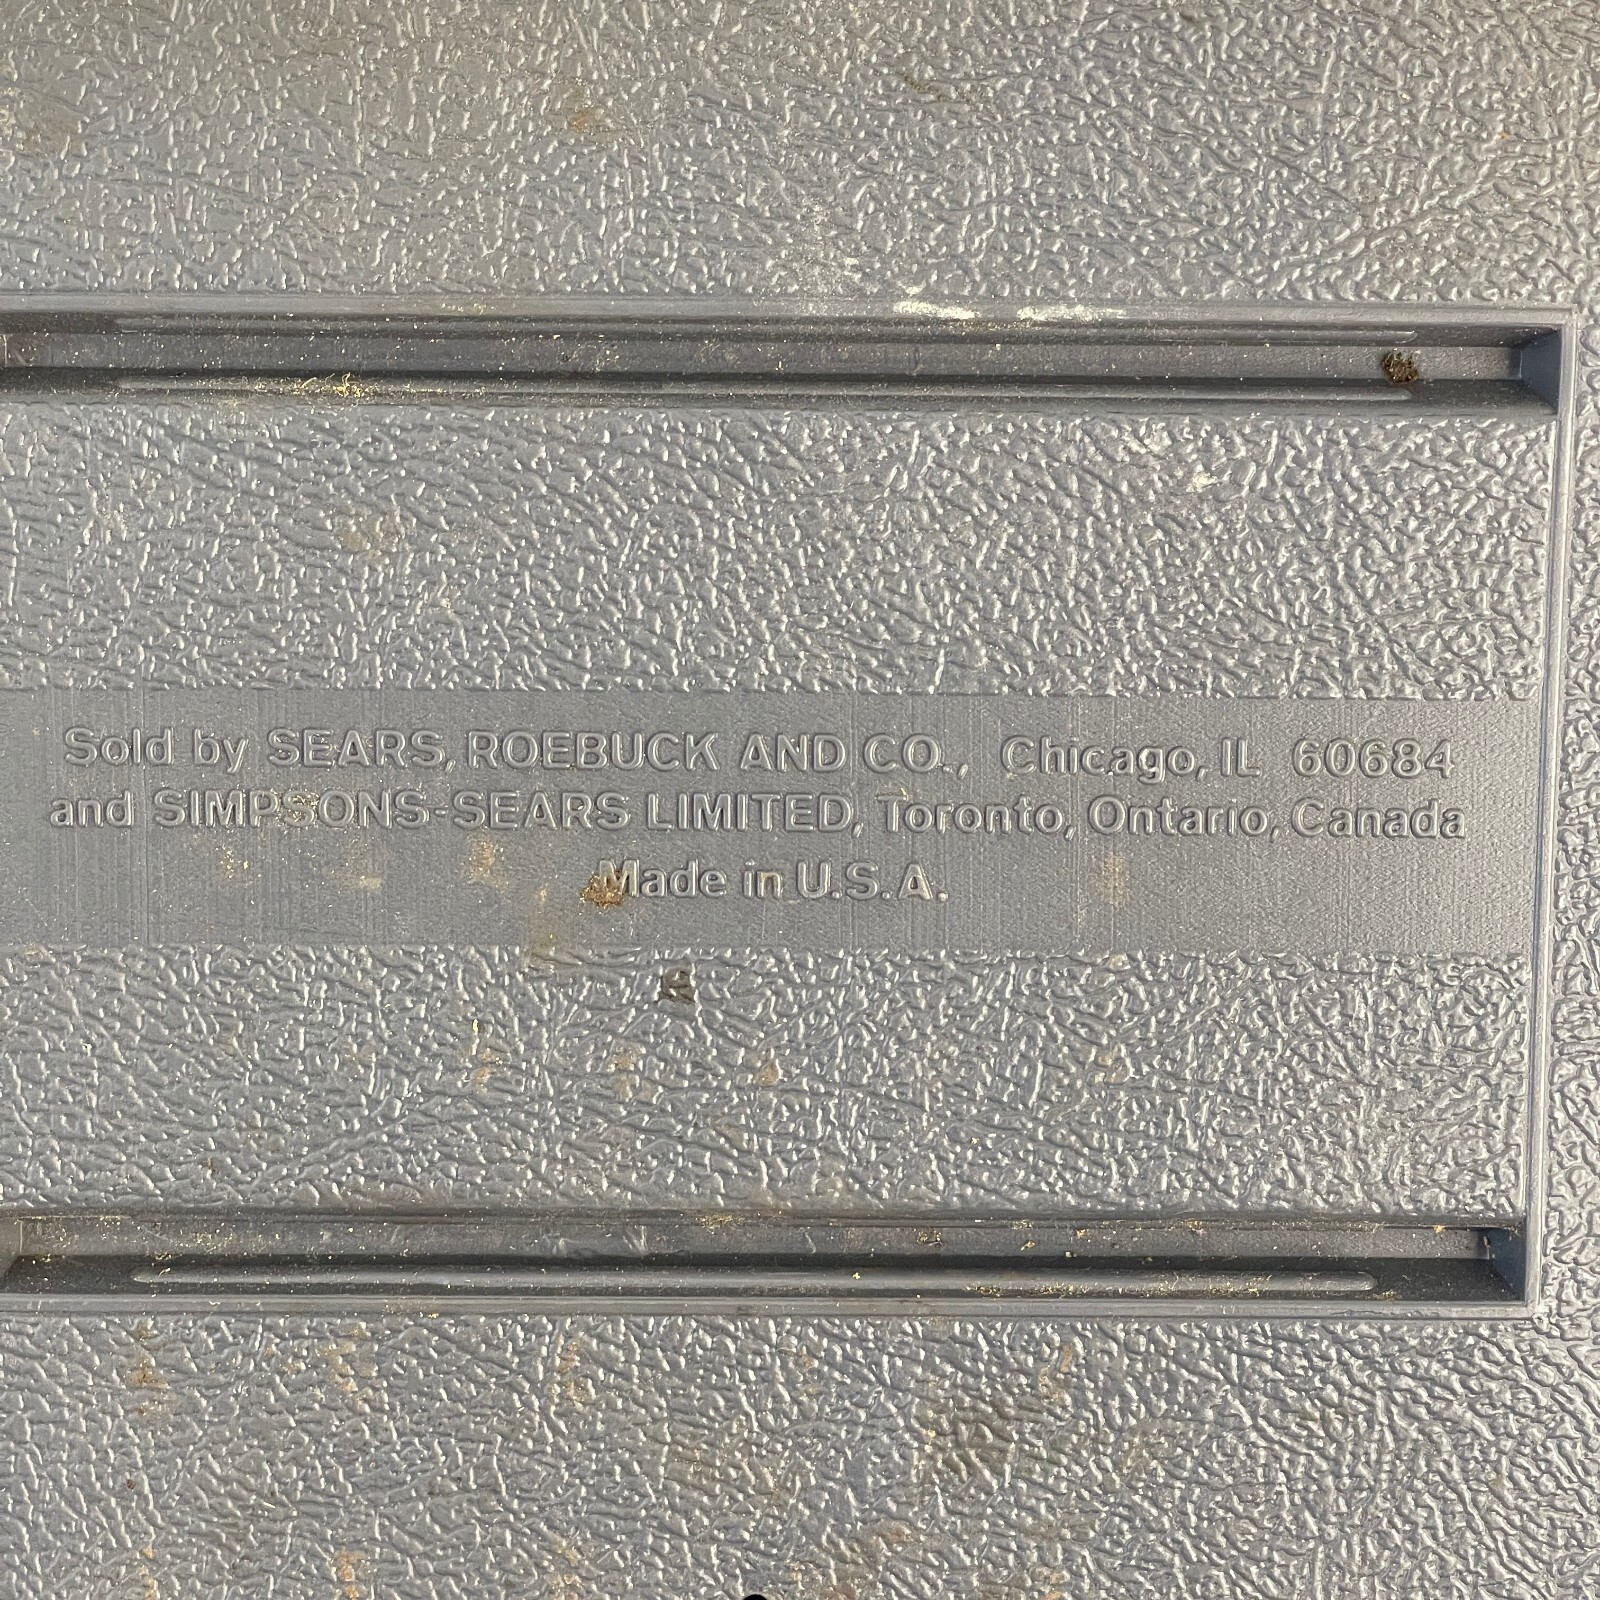 Sold by SEARS, ROEBUCK AND CO., Chicago, IL 60684
and SIMPSONS-SEARS LIMITED, Toronto, Ontario, Canada
Made in U.S.A.